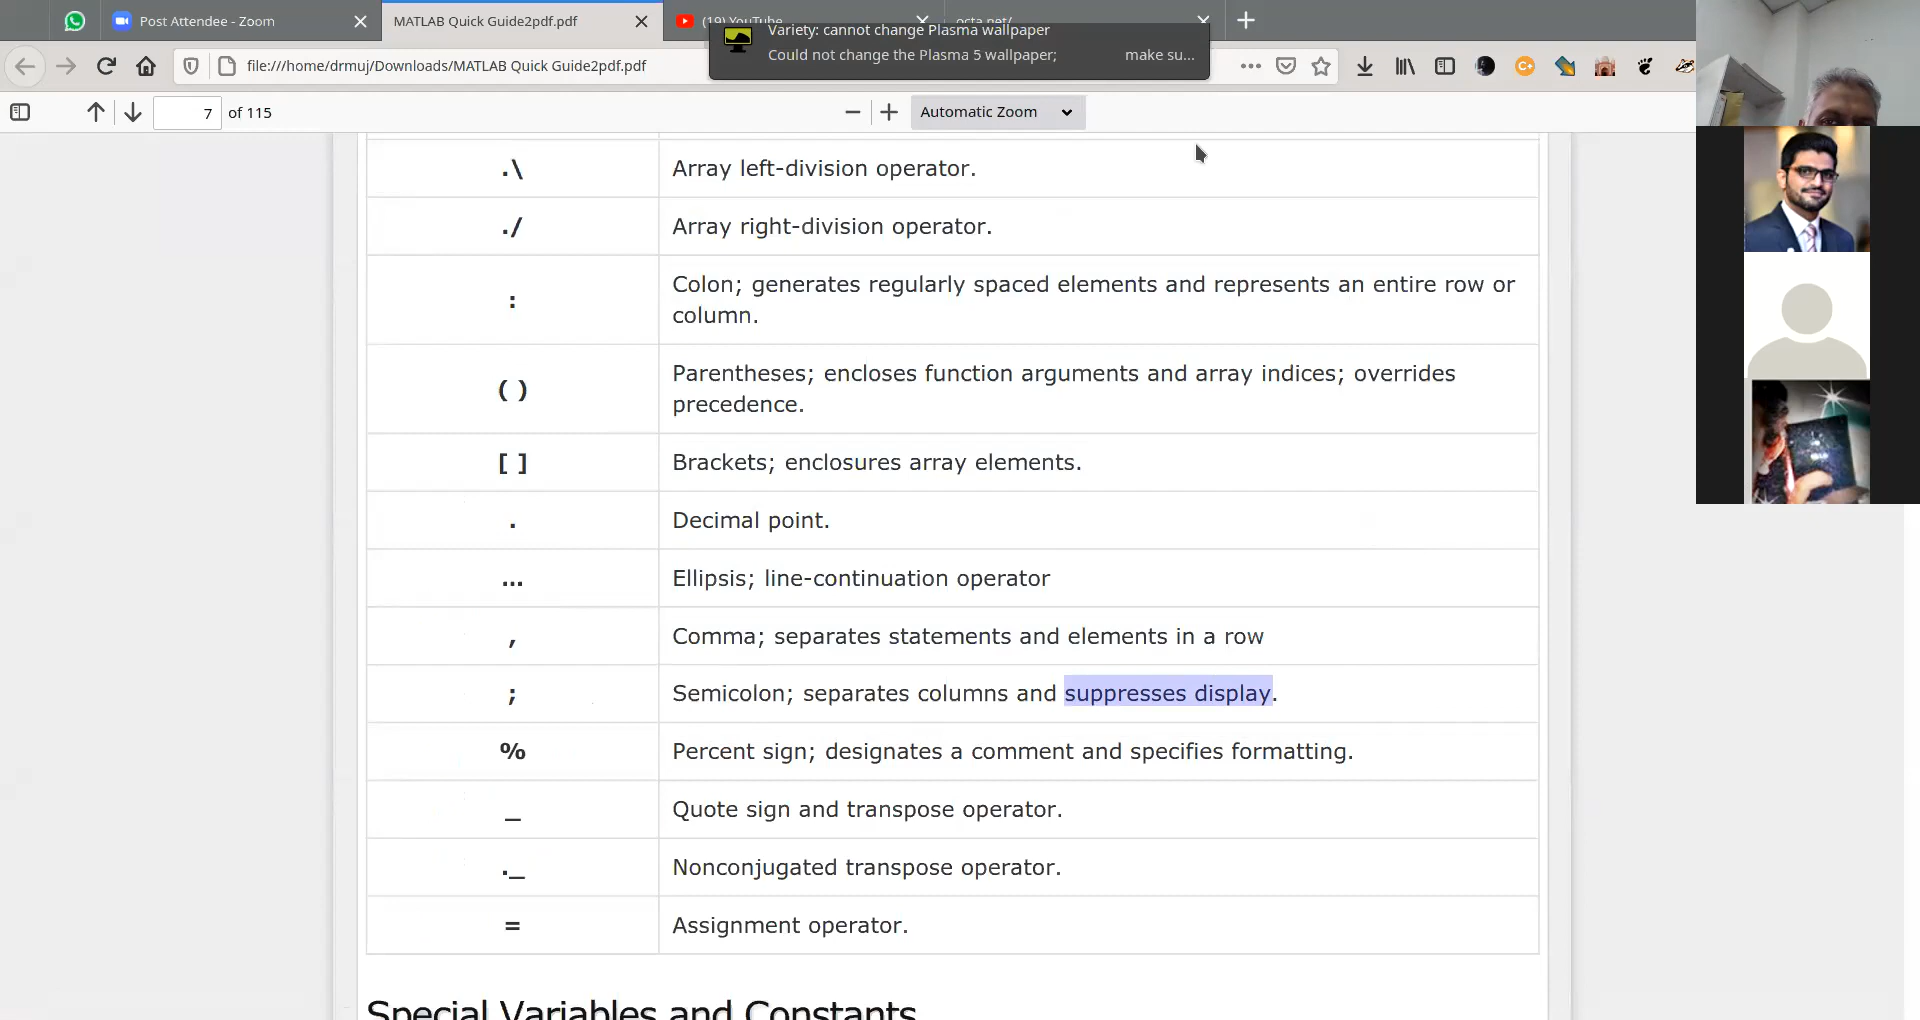 Post Attendee - Zoom
MATLAB Quick Guide2pdf.pdf
(19) YouTube
octa.net/
Variety: cannot change Plasma wallpaper
Could not change the Plasma 5 wallpaper; make su...
file:///home/drmuj/Downloads/MATLAB Quick Guide2pdf.pdf
7 of 115
Automatic Zoom
.\ Array left-division operator.
./ Array right-division operator.
: Colon; generates regularly spaced elements and represents an entire row or
column.
( ) Parentheses; encloses function arguments and array indices; overrides
precedence.
[ ] Brackets; enclosures array elements.
. Decimal point.
… Ellipsis; line-continuation operator
, Comma; separates statements and elements in a row
; Semicolon; separates columns and suppresses display.
% Percent sign; designates a comment and specifies formatting.
_ Quote sign and transpose operator.
._ Nonconjugated transpose operator.
= Assignment operator.
Special Variables and Constants